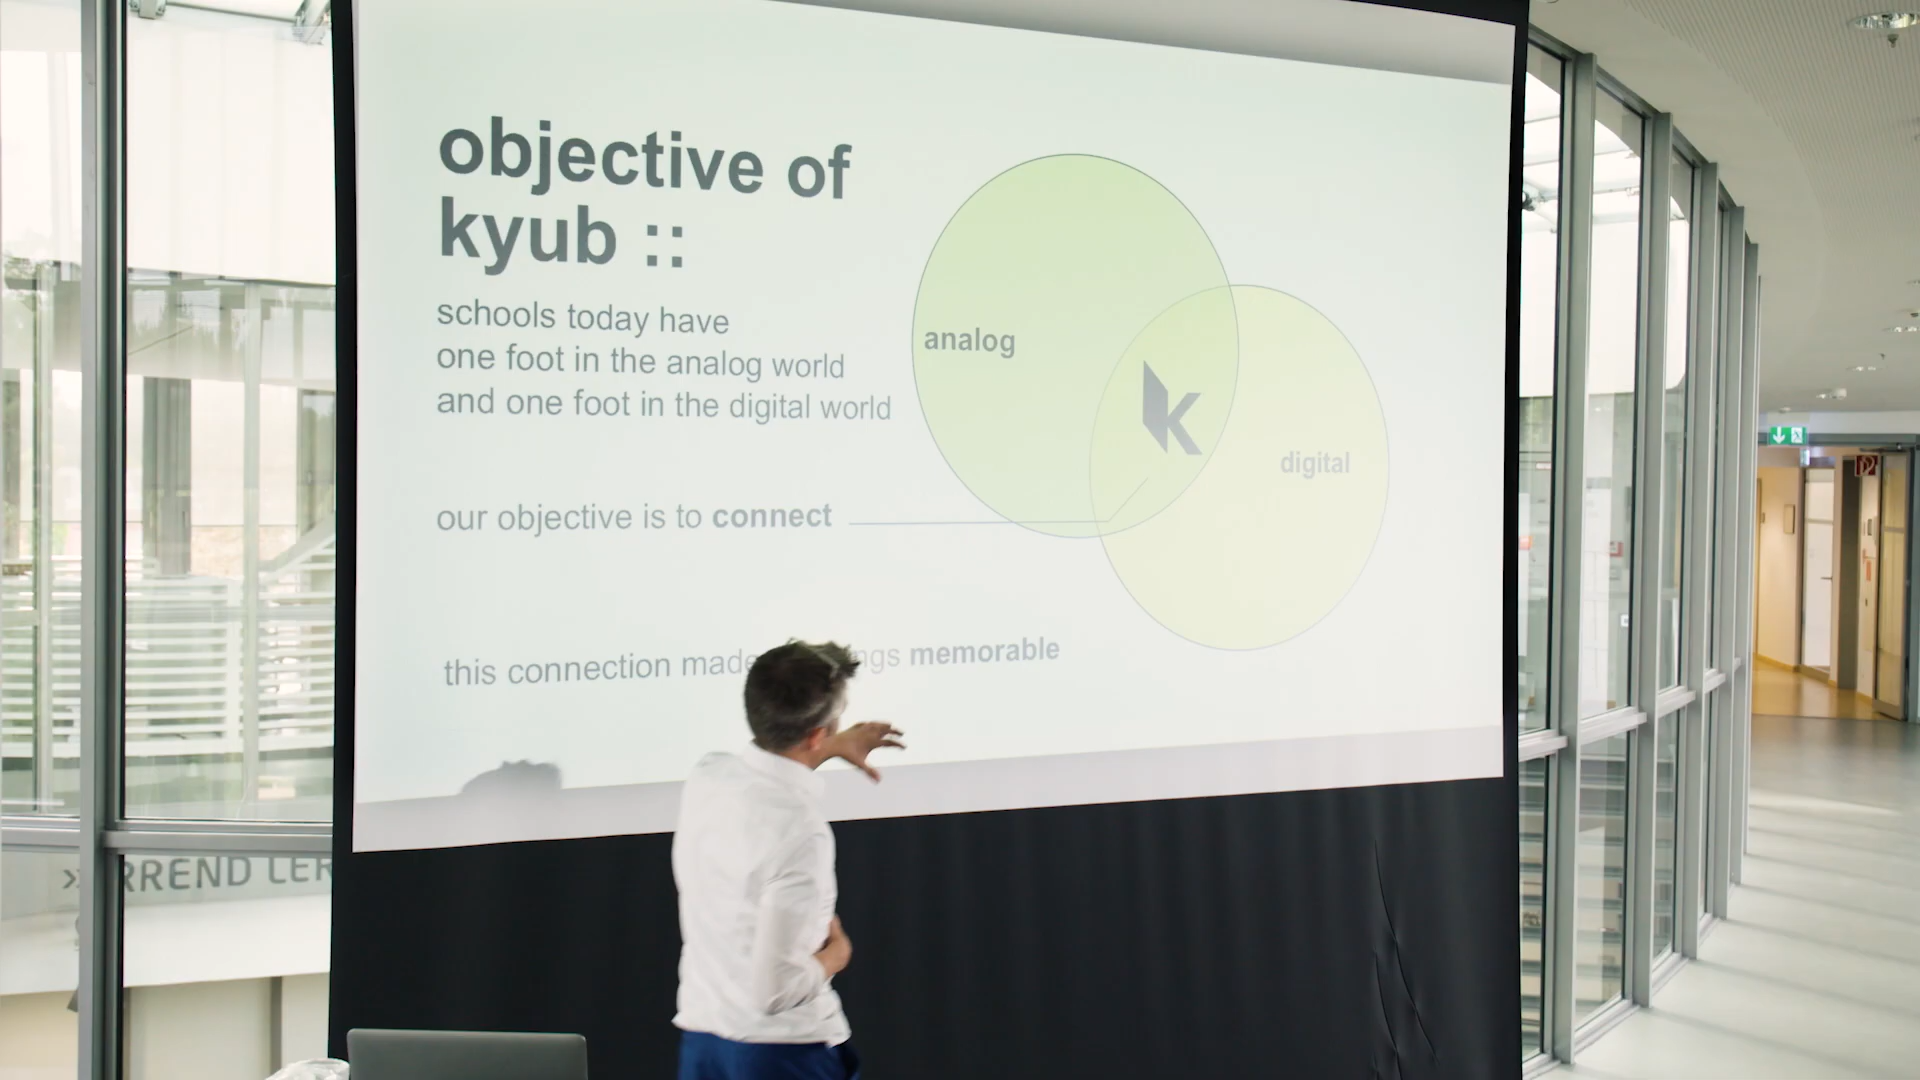 objective of
kyub ::
schools today have
one foot in the analog world
and one foot in the digital world
our objective is to connect
this connection made ngs memorable
analog
k
digital
RREND LER